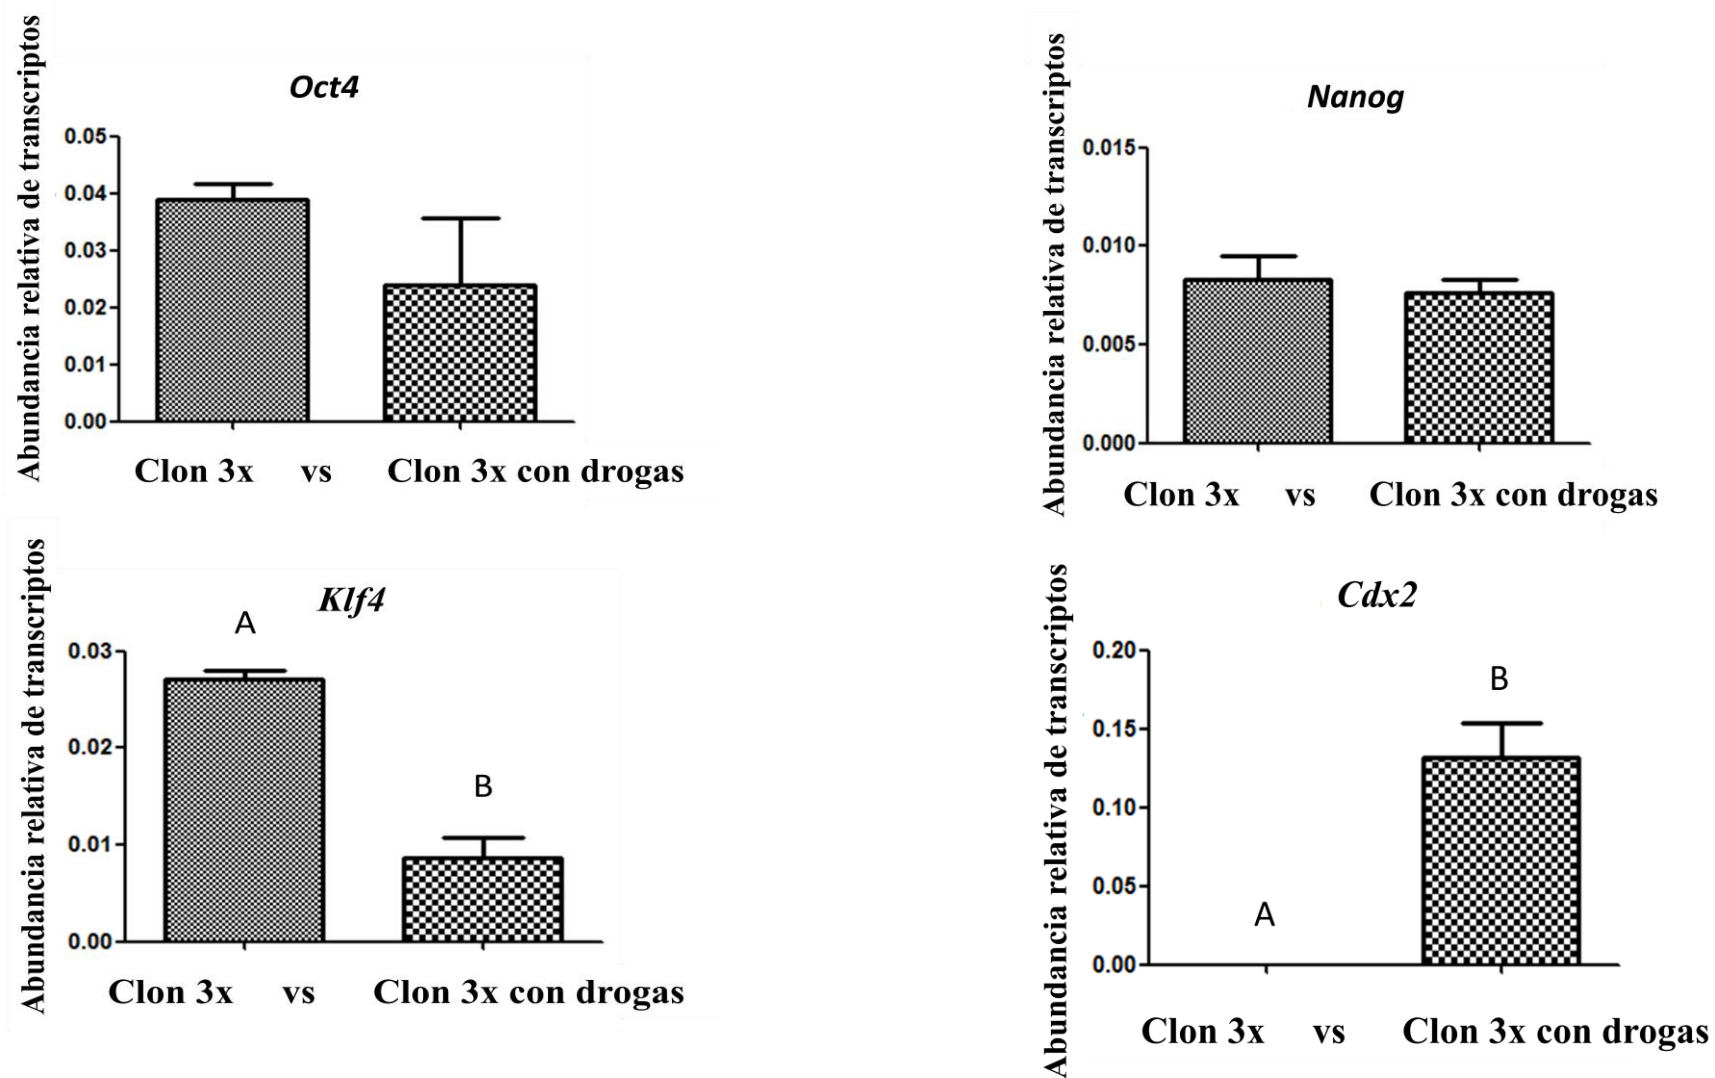 Abundancia relativa de transcriptos
Oct4
0.05
0.04
0.03
0.02
0.01
0.00
Clon 3x vs Clon 3x con drogas
Abundancia relativa de transcriptos
Nanog
0.015
0.010
0.005
0.000
Clon 3x vs Clon 3x con drogas
Abundancia relativa de transcriptos
Klf4
A
0.03
0.02
B
0.01
0.00
Clon 3x vs Clon 3x con drogas
Abundancia relativa de transcriptos
Cdx2
0.20
B
0.15
0.10
0.05
A
0.00
Clon 3x vs Clon 3x con drogas